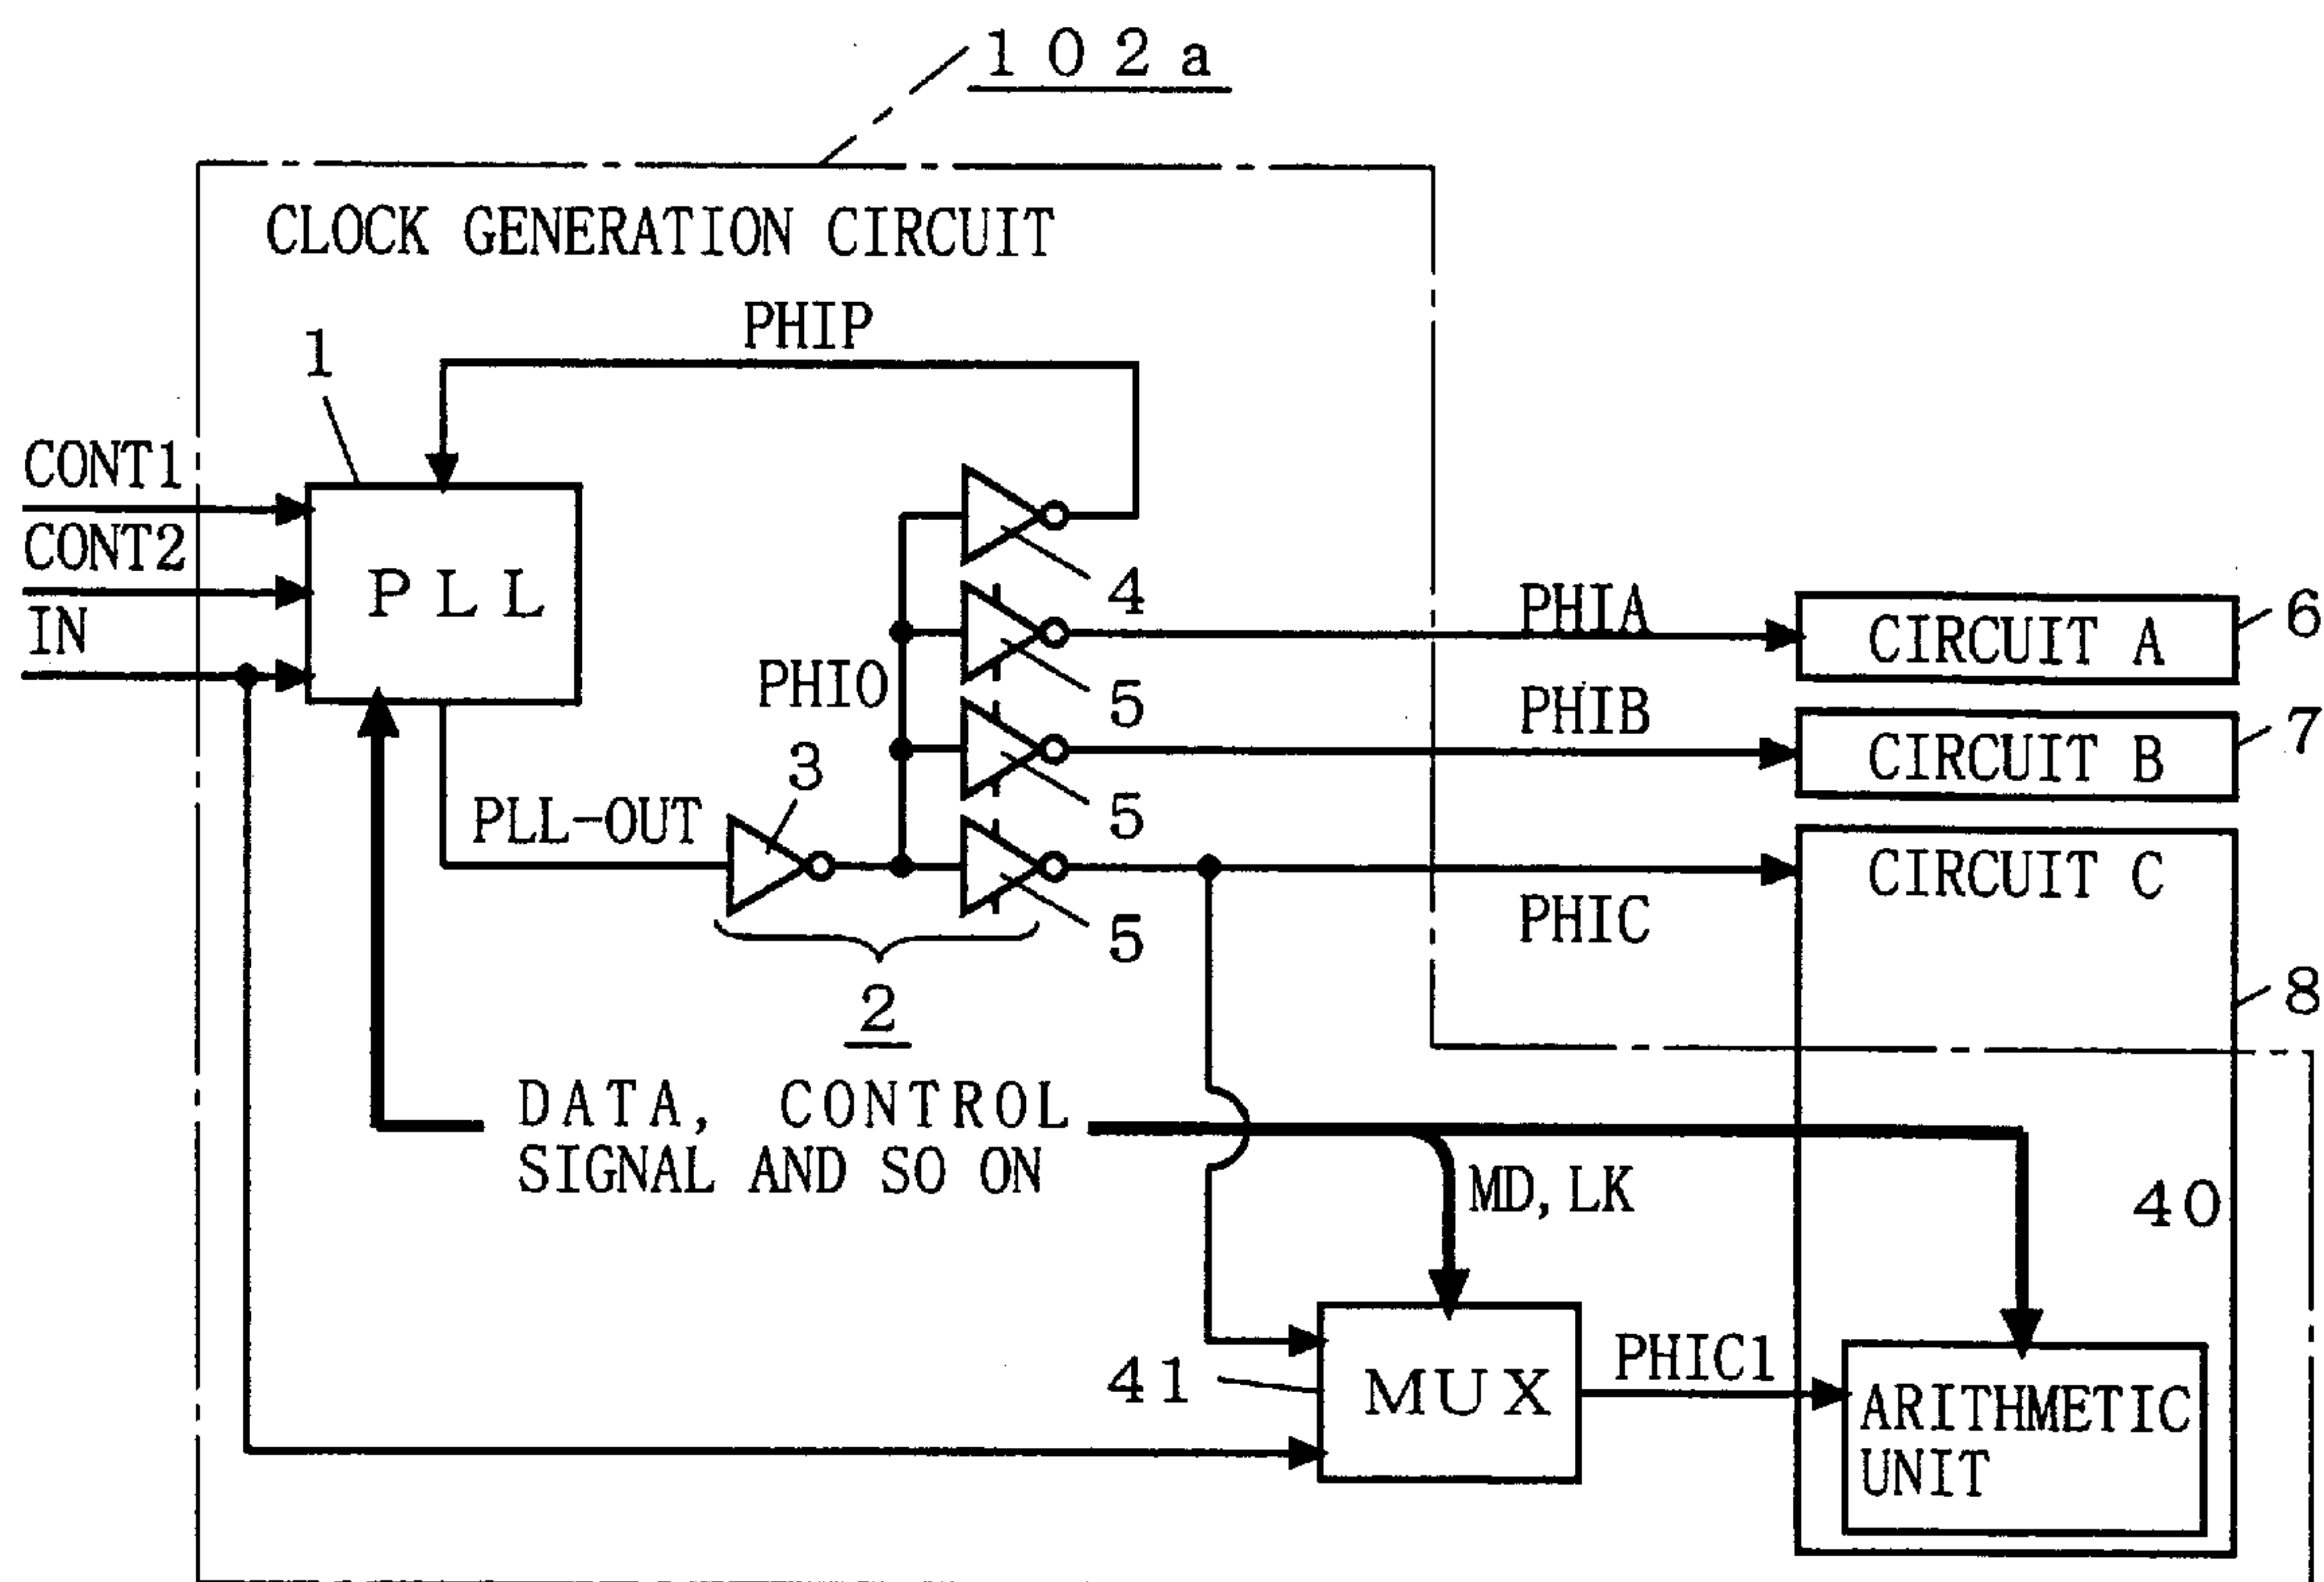 102a
CLOCK GENERATION CIRCUIT
PHIP
1
CONT1
CONT2
IN
PLL
4
PHIA
CIRCUIT A
6
PHIO
5
PHIB
CIRCUIT B
7
3
5
PLL-OUT
CIRCUIT C
PHIC
5
2
8
DATA, CONTROL
SIGNAL AND SO ON
MD, LK
40
41
MUX
PHIC1
ARITHMETIC
UNIT